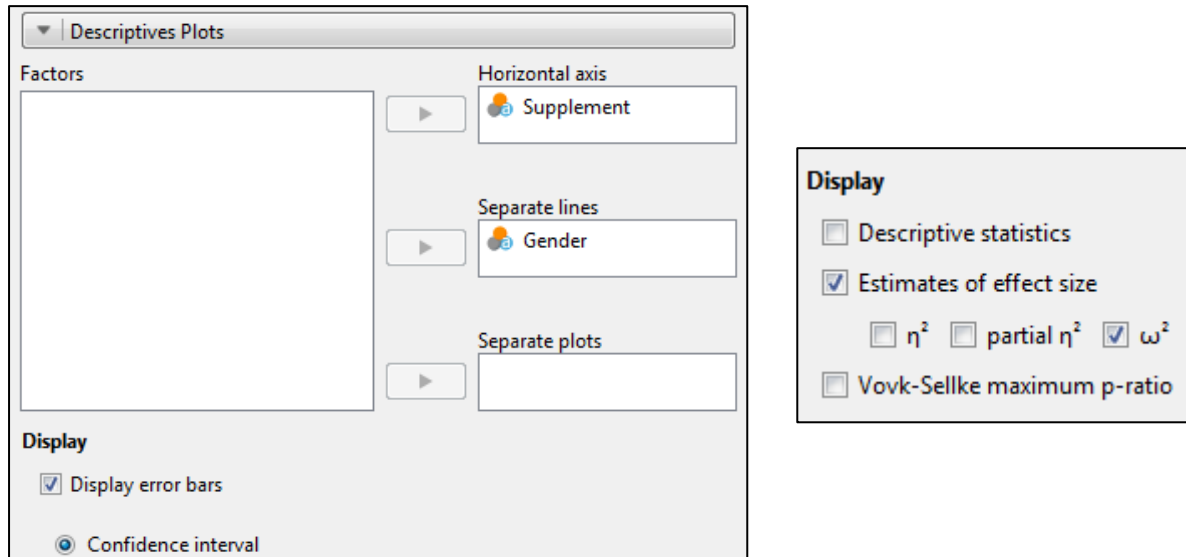 Descriptives Plots
Factors
Horizontal axis
Supplement
Separate lines
Gender
Separate plots
Display
Display error bars
Confidence interval
Display
Descriptive statistics
Estimates of effect size
η² partial η² ω²
Vovk-Sellke maximum p-ratio